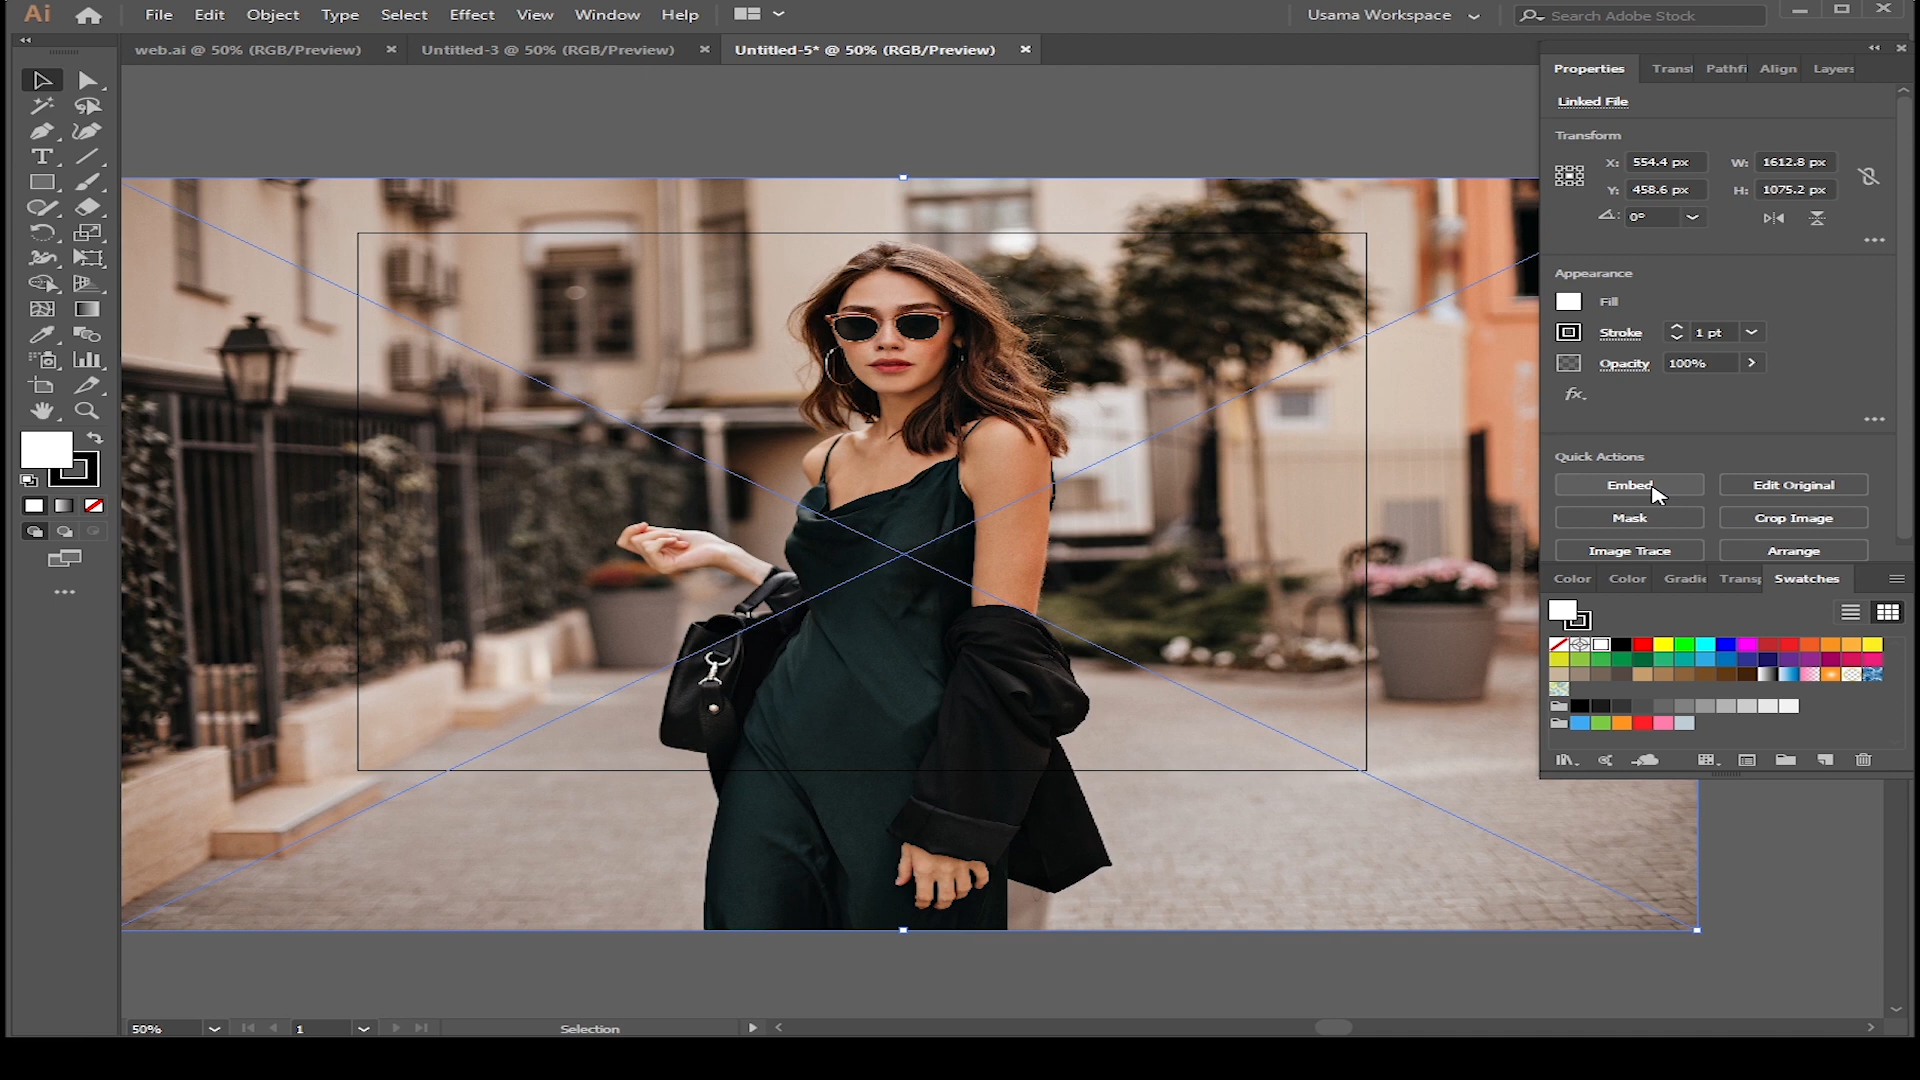 Ai File Edit Object Type Select Effect View Window Help Usama Workspace Search Adobe Stock
web.ai @ 50% (RGB/Preview) × Untitled-3 @ 50% (RGB/Preview) × Untitled-5* @ 50% (RGB/Preview) ×
Properties Transf Pathfi Align Layers
Linked File
Transform
X: 554.4 px W: 1612.8 px
Y: 458.6 px H: 1075.2 px
0°
Appearance
Fill
Stroke 1 pt
Opacity 100%
fx.
Quick Actions
Embed Edit Original
Mask Crop Image
Image Trace Arrange
Color Color Gradie Transp Swatches
50% 1 Selection